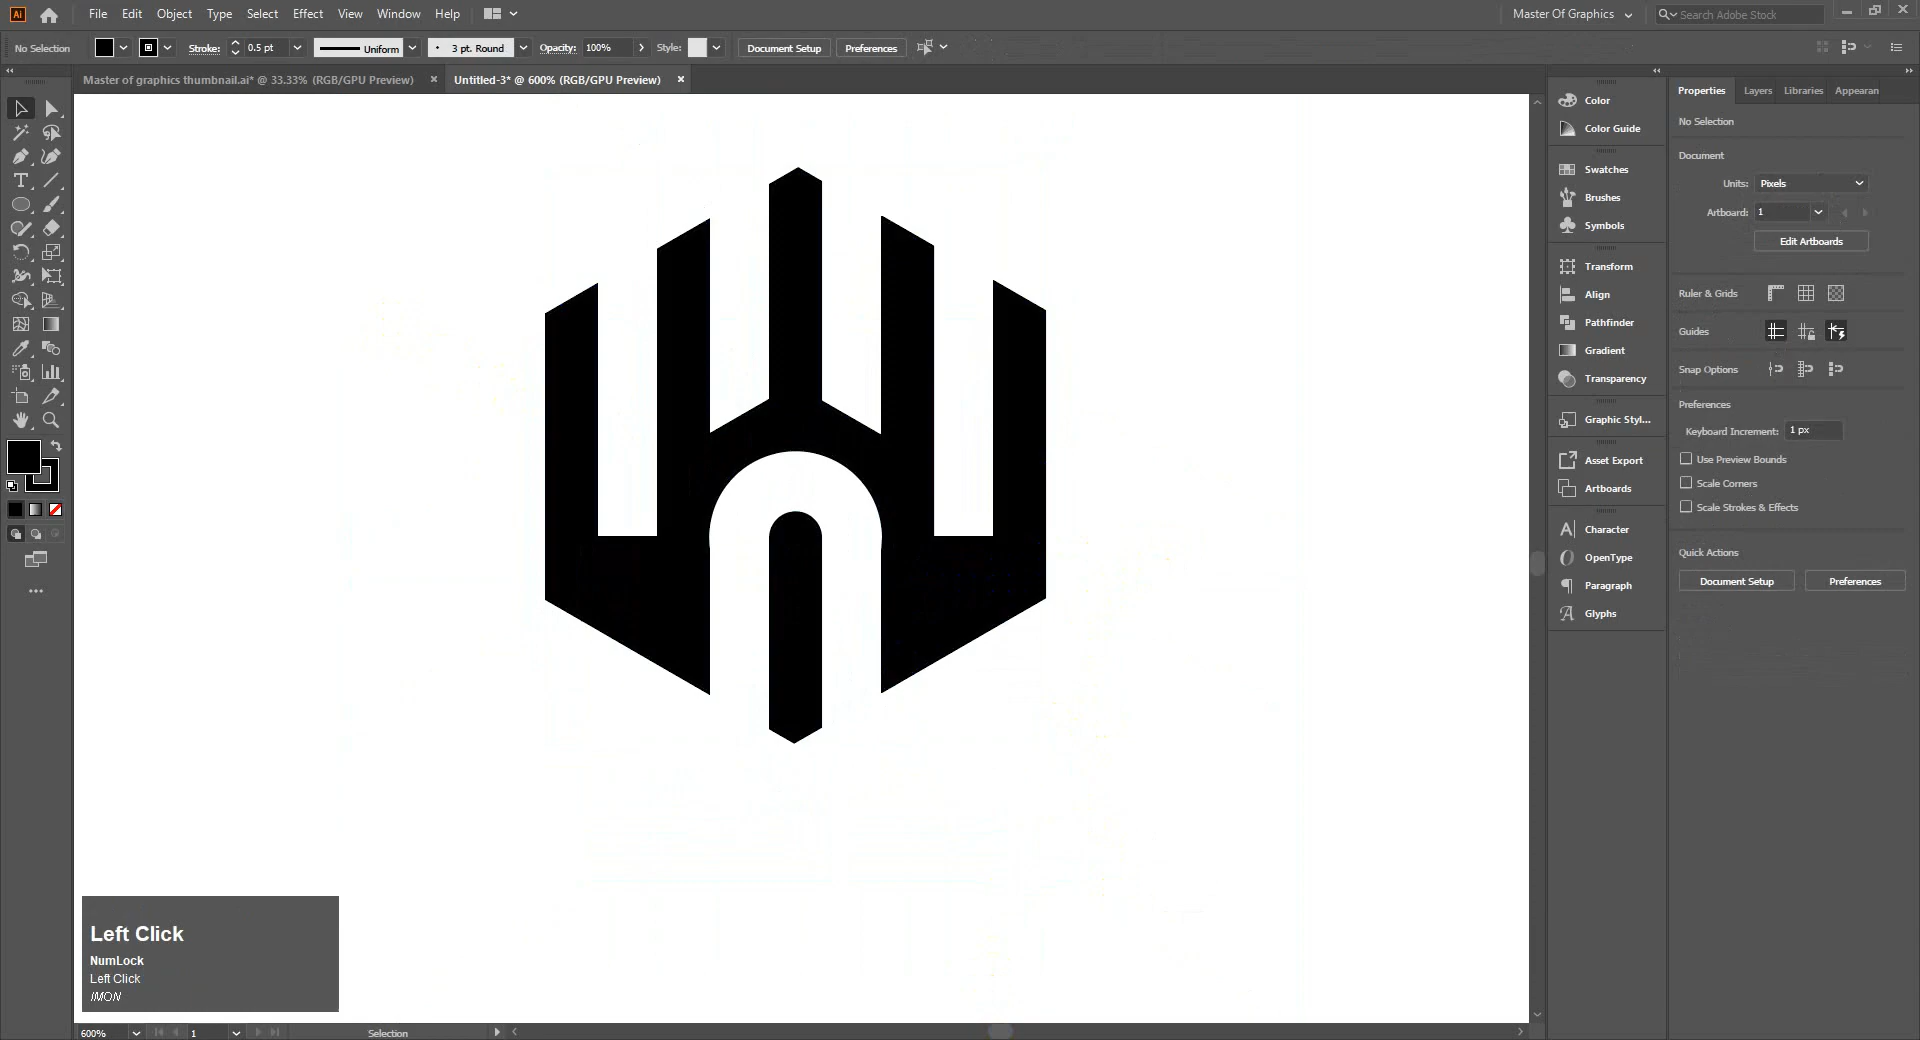 Ai File Edit Object Type Select Effect View Window Help Master Of Graphics Search Adobe Stock
No Selection Stroke: 0.5 pt Uniform 3 pt. Round Opacity: 100% Style: Document Setup Preferences
Master of graphics thumbnail.ai* @ 33.33% (RGB/GPU Preview) × Untitled-3* @ 600% (RGB/GPU Preview) ×
Color
Color Guide
Swatches
Brushes
Symbols
Transform
Align
Pathfinder
Gradient
Transparency
Graphic Styl...
Asset Export
Artboards
Character
OpenType
Paragraph
Glyphs
Properties Layers Libraries Appearan
No Selection
Document
Units: Pixels
Artboard: 1
Edit Artboards
Ruler & Grids
Guides
Snap Options
Preferences
Keyboard Increment: 1 px
Use Preview Bounds
Scale Corners
Scale Strokes & Effects
Quick Actions
Document Setup Preferences
Left Click
NumLock
Left Click
IMON
600% 1 Selection